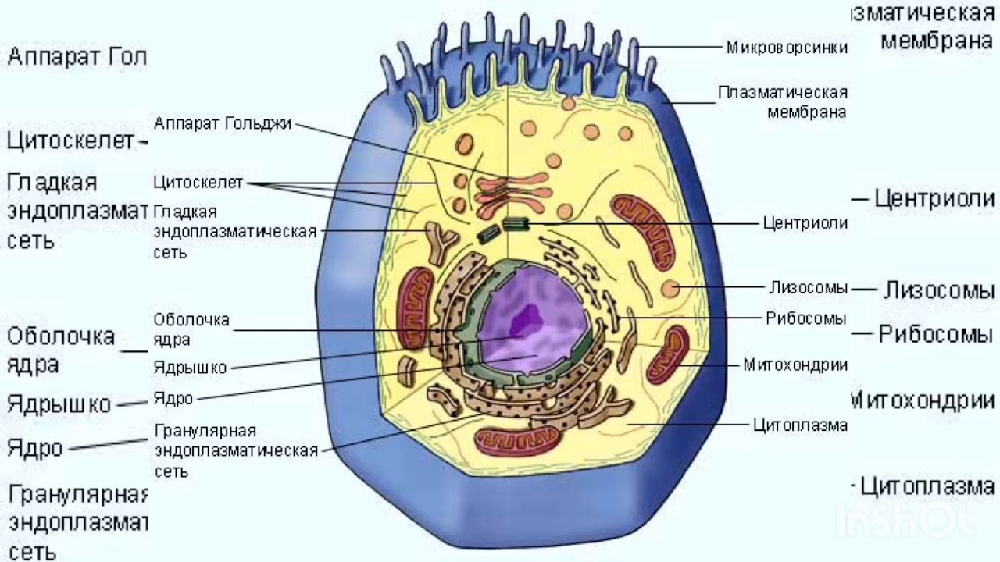 Аппарат Гол
Цитоскелет
Гладкая
эндоплазмат
сеть
Оболочка
ядра
Ядрышко
Ядро
Гранулярная
эндоплазмат
сеть
Аппарат Гольджи
Цитоскелет
Гладкая
эндоплазматическая
сеть
Оболочка
ядра
Ядрышко
Ядро
Гранулярная
эндоплазматическая
сеть
Микроворсинки
Плазматическая
мембрана
Центриоли
Лизосомы
Рибосомы
Митохондрии
Цитоплазма
зматическая
мембрана
Центриоли
Лизосомы
Рибосомы
Митохондрии
Цитоплазма
InShOt